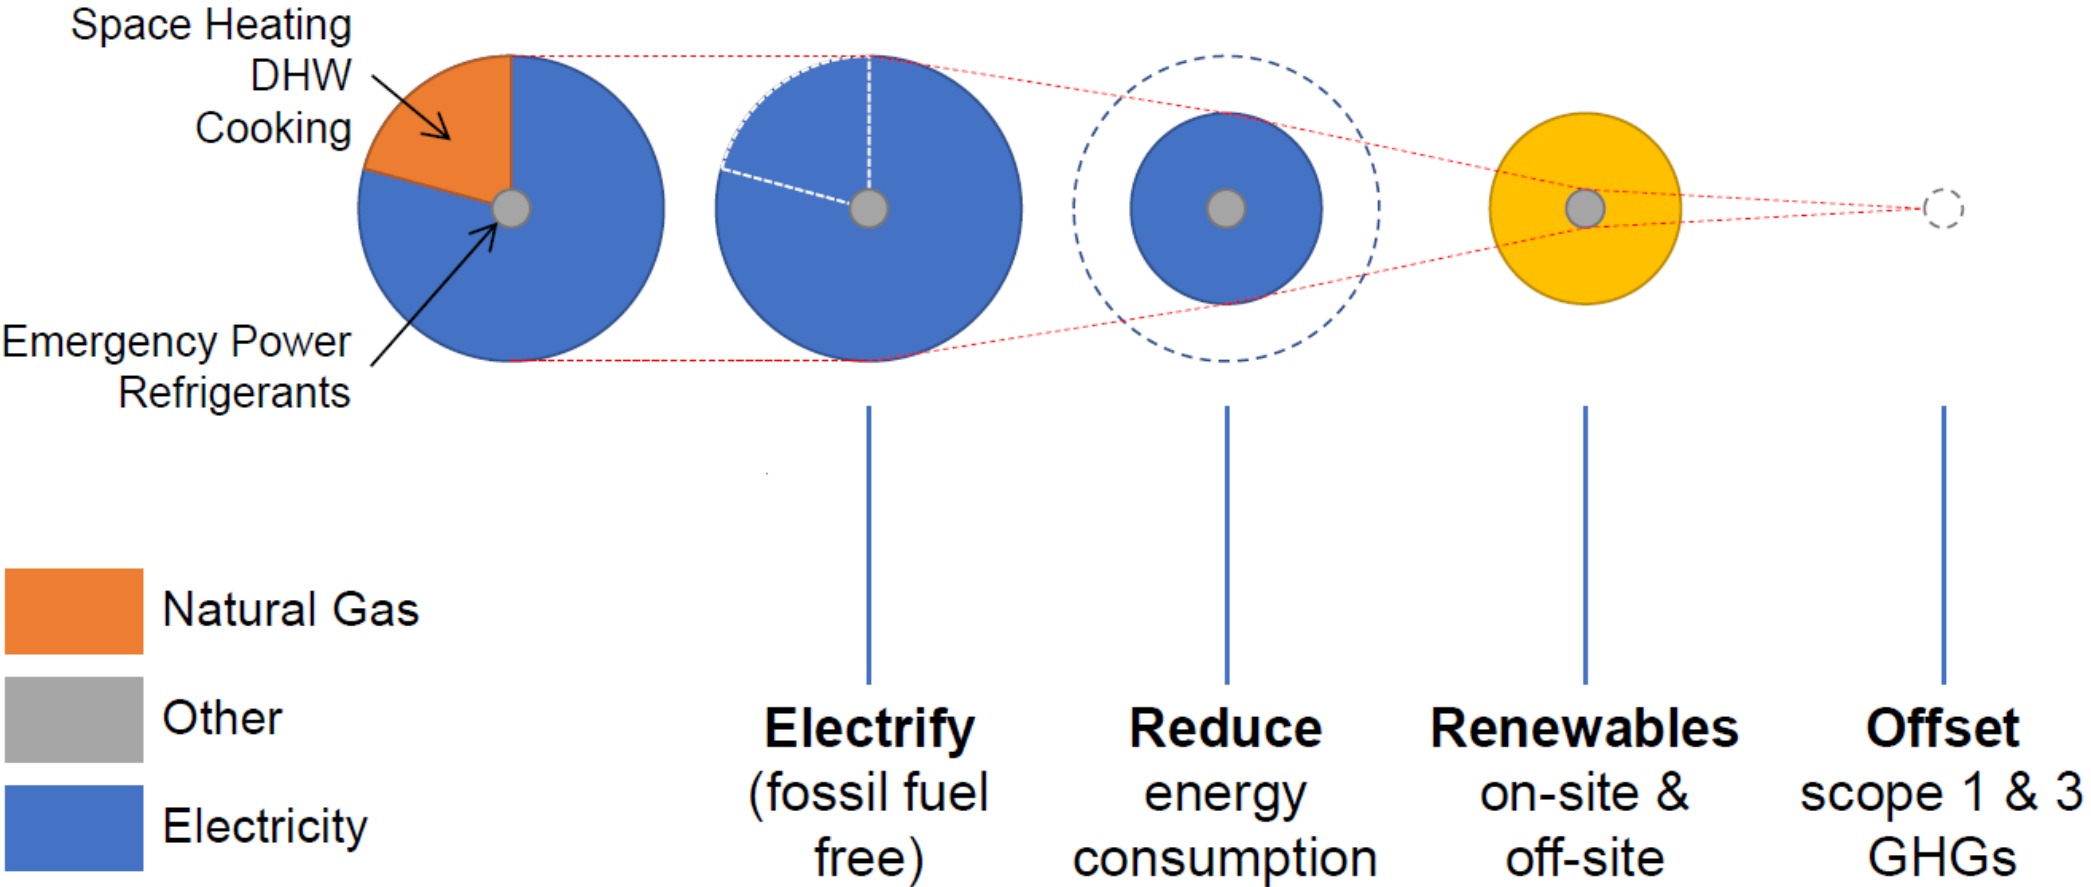 Space Heating
DHW
Cooking
Emergency Power
Refrigerants
Natural Gas
Other
Electricity
Electrify
(fossil fuel
free)
Reduce
energy
consumption
Renewables
on-site &
off-site
Offset
scope 1 & 3
GHGs